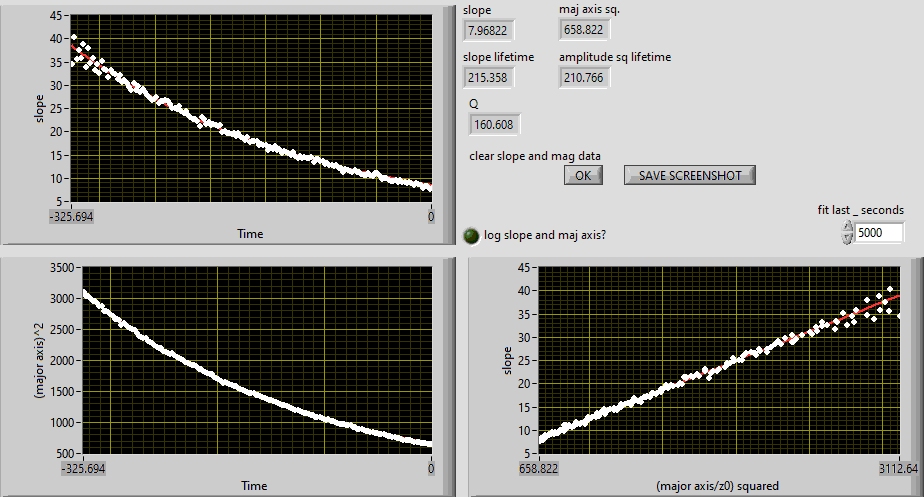 45
40
35
30
25
20
15
10
5
slope
-325.694
0
Time
slope
maj axis sq.
7.96822
658.822
slope lifetime
amplitude sq lifetime
215.358
210.766
Q
160.608
clear slope and mag data
OK
SAVE SCREENSHOT
fit last _ seconds
log slope and maj axis?
5000
3500
3000
2500
2000
1500
1000
500
(major axis)^2
-325.694
0
Time
45
40
35
30
25
20
15
10
5
slope
658.822
3112.64
(major axis/z0) squared